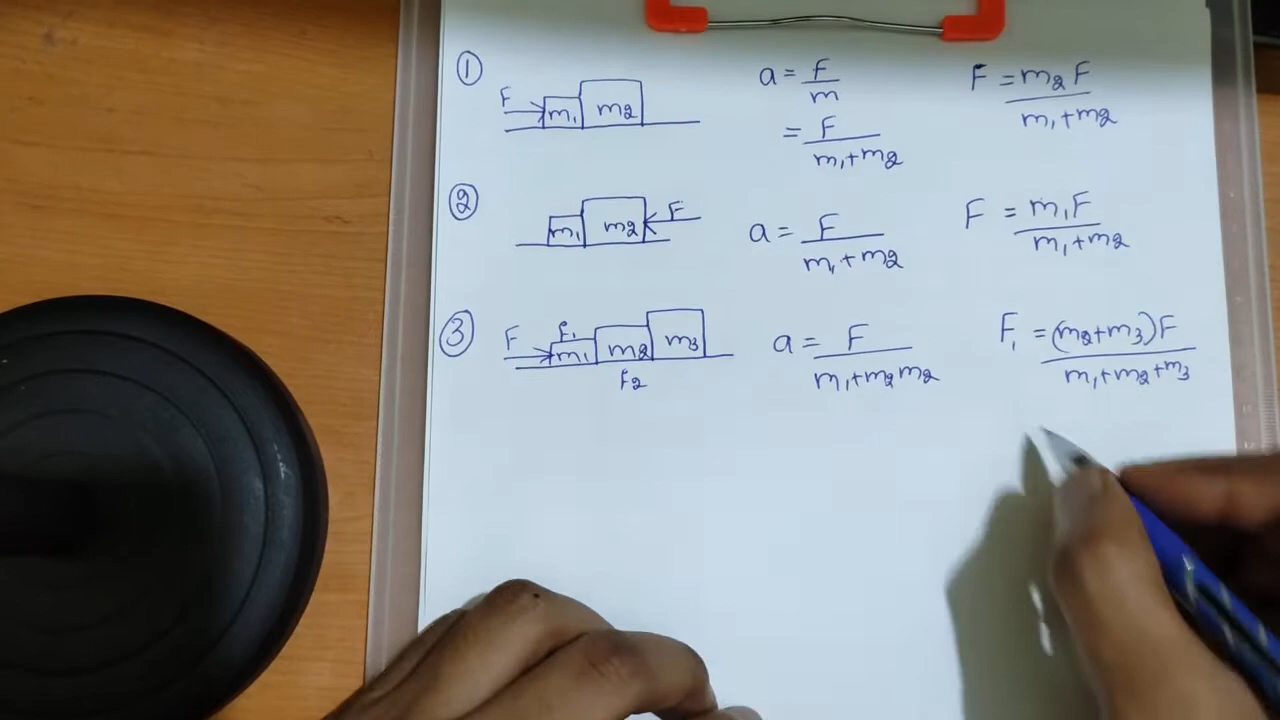 ①
F
m₁ m₂
a = F/m
= F/(m₁+m₂)
F = m₂F/(m₁+m₂)
②
m₁ m₂ F
a = F/(m₁+m₂)
F = m₁F/(m₁+m₂)
③
F F₁
m₁ m₂ m₃
F₂
a = F/(m₁+m₂m₂)
F₁ = (m₂+m₃)F/(m₁+m₂+m₃)